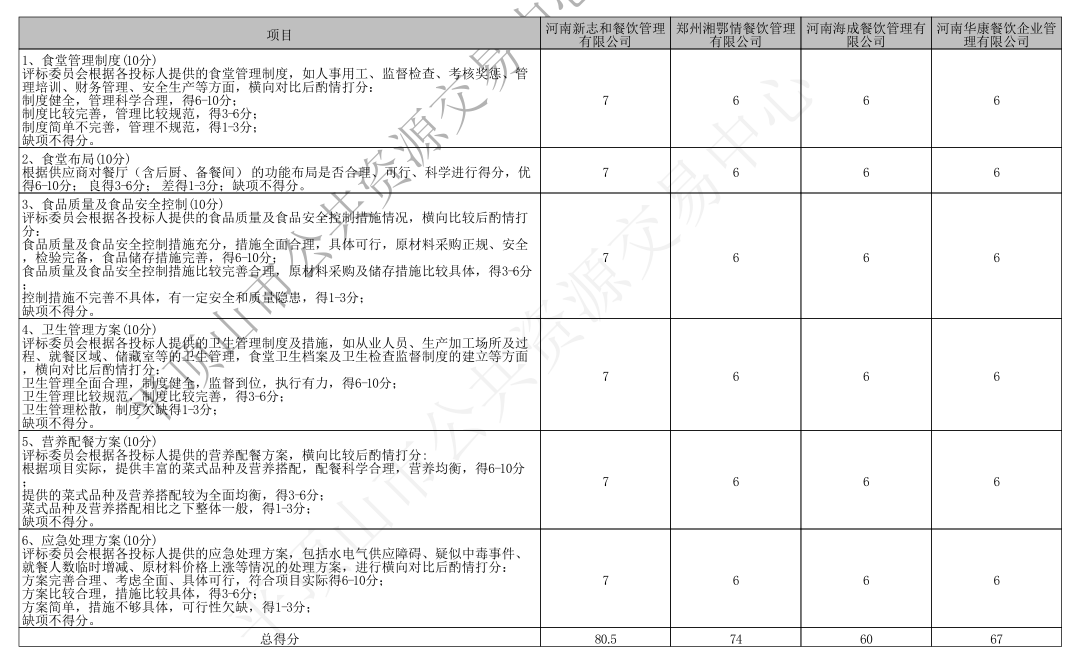 项目
河南新志和餐饮管理
有限公司
郑州湘鄂情餐饮管理
有限公司
河南海成餐饮管理有
限公司
河南华康餐饮企业管
理有限公司
1、食堂管理制度(10分)
评标委员会根据各投标人提供的食堂管理制度，如人事用工、监督检查、考核奖惩、管
理培训、财务管理、安全生产等方面，横向对比后酌情打分:
制度健全，管理科学合理，得6-10分;
制度比较完善，管理比较规范，得3-6分;
制度简单不完善，管理不规范，得1-3分;
缺项不得分。
7
6
6
6
2、食堂布局(10分)
根据供应商对餐厅（含后厨、备餐间） 的功能布局是否合理、可行、科学进行得分，优
得6-10分; 良得3-6分; 差得1-3分;缺项不得分。
7
6
6
6
3、食品质量及食品安全控制(10分)
评标委员会根据各投标人提供的食品质量及食品安全控制措施情况，横向比较后酌情打
分:
食品质量及食品安全控制措施充分，措施全面合理，具体可行，原材料采购正规、安全
，检验完备，食品储存措施完善，得6-10分;
食品质量及食品安全控制措施比较完善合理，原材料采购及储存措施比较具体，得3-6分
;
控制措施不完善不具体，有一定安全和质量隐患，得1-3分;
缺项不得分。
7
6
6
6
4、卫生管理方案(10分)
评标委员会根据各投标人提供的卫生管理制度及措施，如从业人员、生产加工场所及过
程、就餐区域、储藏室等的卫生管理，食堂卫生档案及卫生检查监督制度的建立等方面
，横向对比后酌情打分:
卫生管理全面合理，制度健全，监督到位，执行有力，得6-10分;
卫生管理比较规范，制度比较完善，得3-6分;
卫生管理松散，制度欠缺得1-3分;
缺项不得分。
7
6
6
6
5、营养配餐方案(10分)
评标委员会根据各投标人提供的营养配餐方案，横向比较后酌情打分:
根据项目实际，提供丰富的菜式品种及营养搭配，配餐科学合理，营养均衡，得6-10分
;
提供的菜式品种及营养搭配较为全面均衡，得3-6分;
菜式品种及营养搭配相比之下整体一般，得1-3分;
缺项不得分。
7
6
6
6
6、应急处理方案(10分)
评标委员会根据各投标人提供的应急处理方案，包括水电气供应障碍、疑似中毒事件、
就餐人数临时增减、原材料价格上涨等情况的处理方案，进行横向对比后酌情打分:
方案完善合理、考虑全面、具体可行，符合项目实际得6-10分;
方案比较合理，措施比较具体，得3-6分;
方案简单，措施不够具体，可行性欠缺，得1-3分;
缺项不得分。
7
6
6
6
总得分
80.5
74
60
67
平顶山市公共资源交易中心
平顶山市公共资源交易中心